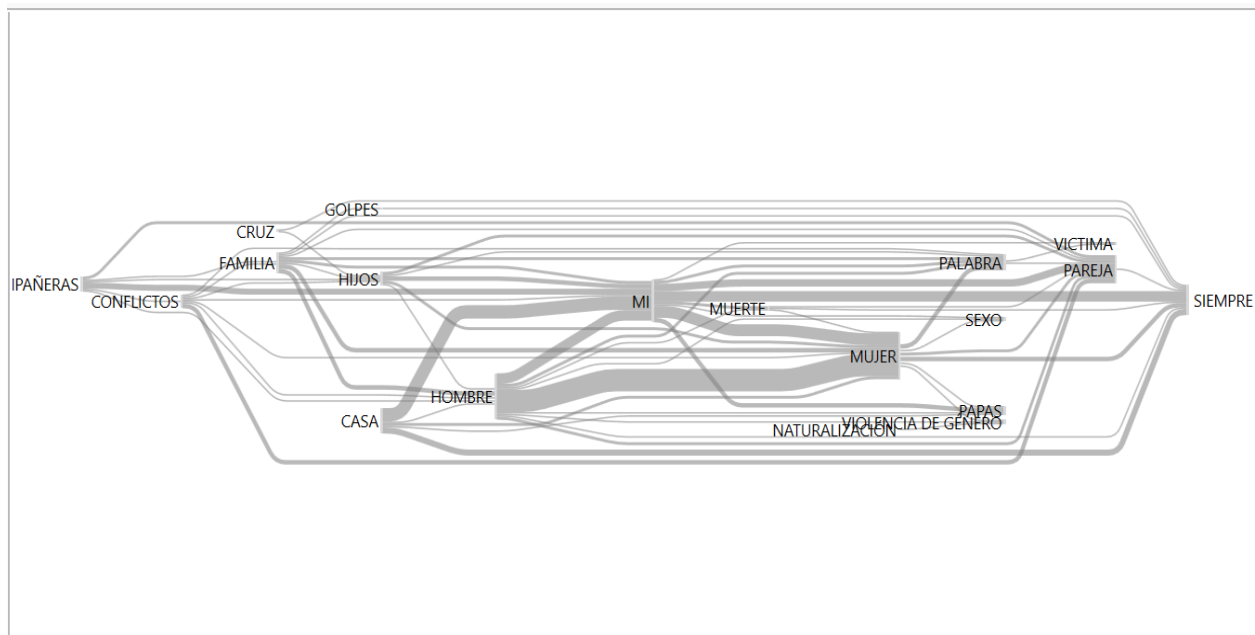 GOLPES
CRUZ
VICTIMA
FAMILIA
PALABRA
PAREJA
HIJOS
IPAÑERAS
CONFLICTOS
MI
SIEMPRE
MUERTE
SEXO
MUJER
HOMBRE
PAPAS
CASA
VIOLENCIA DE GENERO
NATURALIZACION